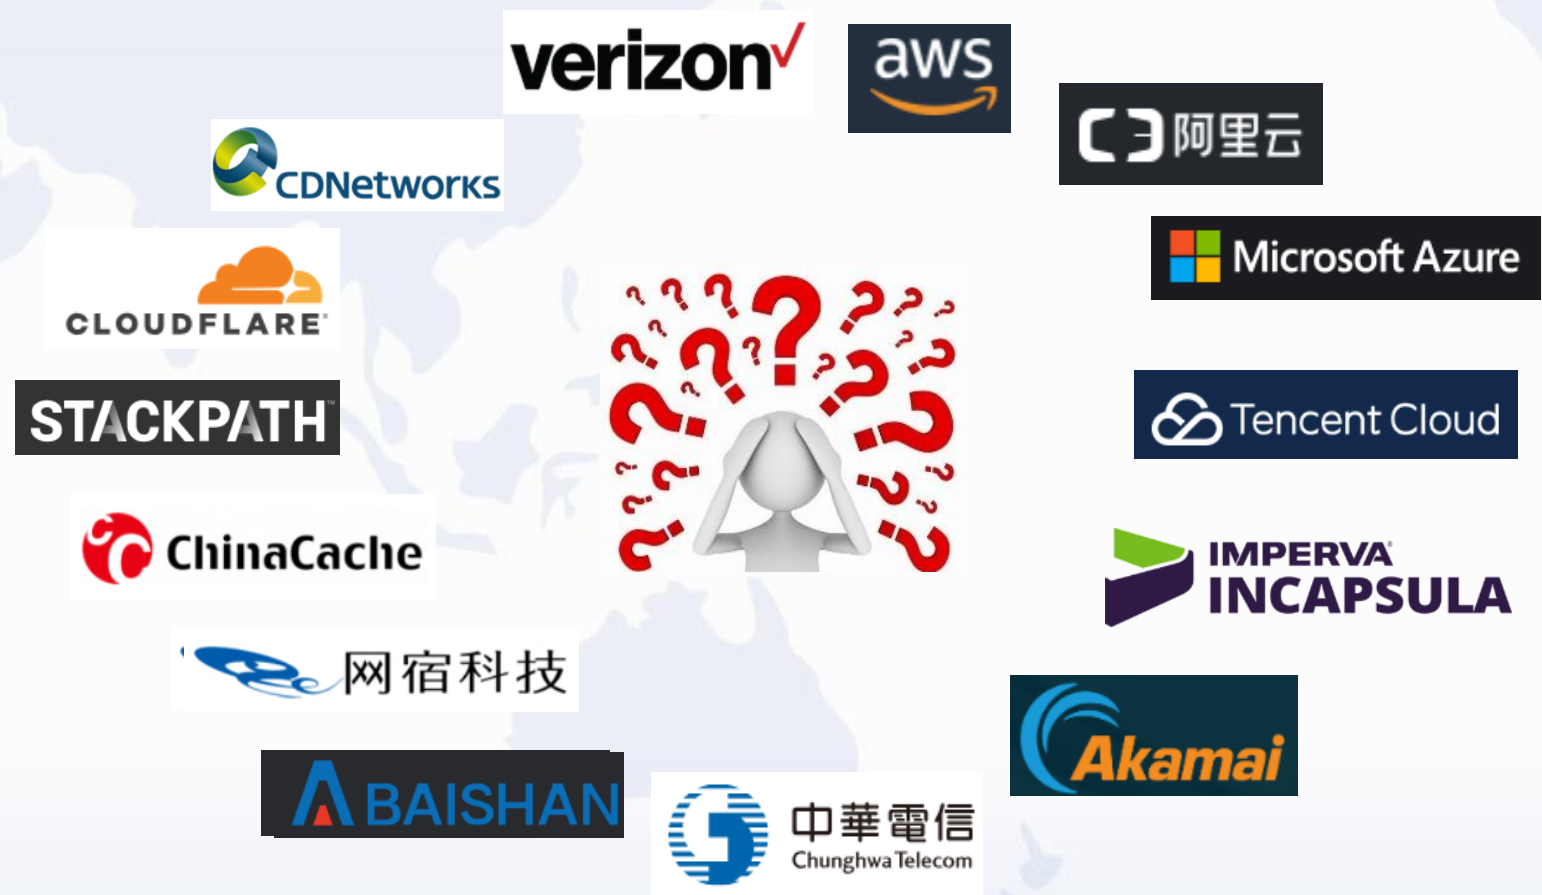 verizon
aws
阿里云
CDNetworks
Microsoft Azure
CLOUDFLARE®
STACKPATH™
Tencent Cloud
ChinaCache
IMPERVA®
INCAPSULA
网宿科技
Akamai
BAISHAN
中華電信
Chunghwa Telecom